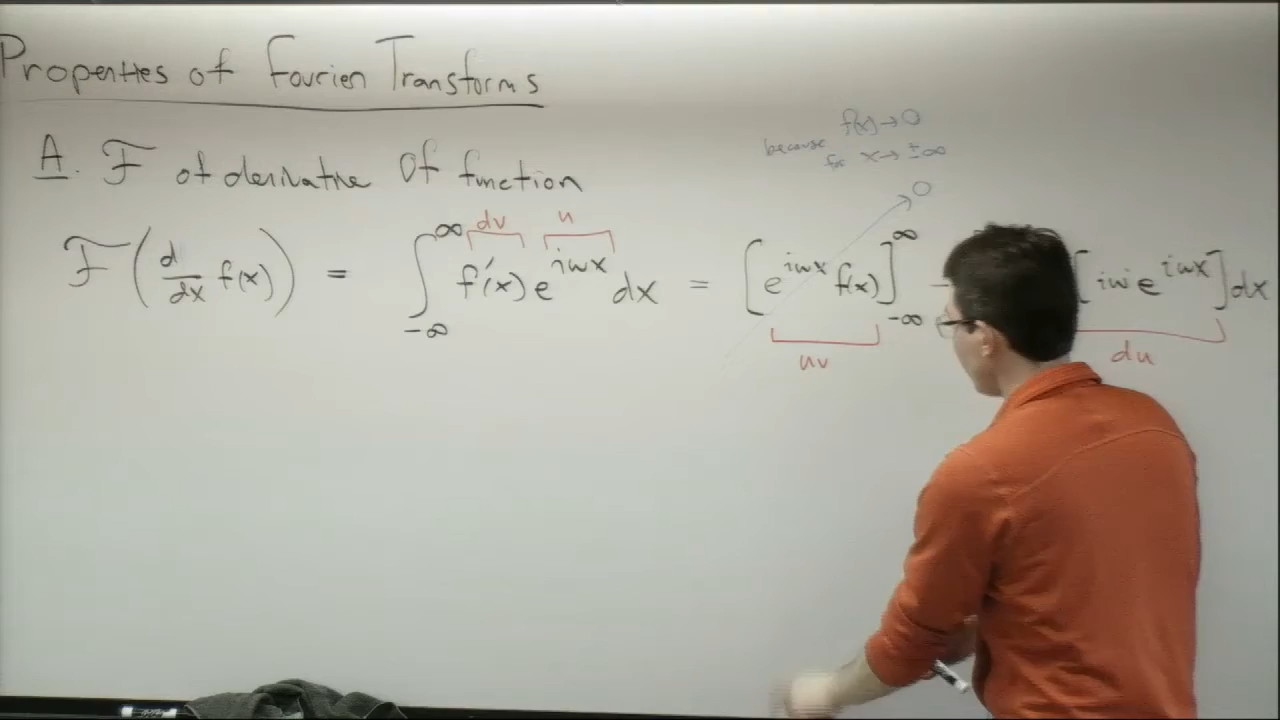 Properties of Fourier Transforms
A. ℱ of derivative of function
because f(x) → 0
for x → ±∞
0
dv u
ℱ(d/dx f(x)) = ∫_{-∞}^{∞} f'(x) e^{iwx} dx = [e^{iwx} f(x)]_{-∞}^{∞} – [iw e^{iwx}] dx
uv du